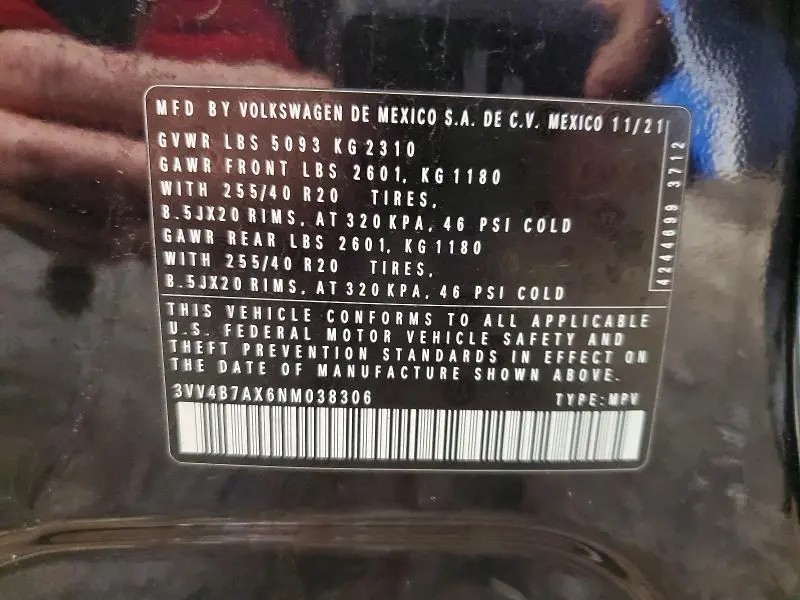 MFD BY VOLKSWAGEN DE MEXICO S.A. DE C.V. MEXICO 11/21
GVWR LBS 5093 KG 2310
GAWR FRONT LBS 2601, KG 1180
WITH 255/40 R20 TIRES,
8.5JX20 RIMS, AT 320 KPA, 46 PSI COLD
GAWR REAR LBS 2601, KG 1180
WITH 255/40 R20 TIRES,
8.5JX20 RIMS, AT 320 KPA, 46 PSI COLD
4244699 3712
THIS VEHICLE CONFORMS TO ALL APPLICABLE
U.S. FEDERAL MOTOR VEHICLE SAFETY AND
THEFT PREVENTION STANDARDS IN EFFECT ON
THE DATE OF MANUFACTURE SHOWN ABOVE.
3VV4B7AX6NM038306 TYPE: MPV